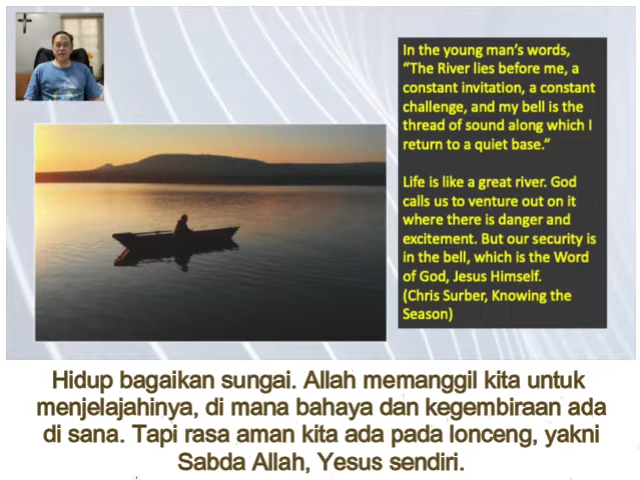 In the young man's words,
"The River lies before me, a
constant invitation, a constant
challenge, and my bell is the
thread of sound along which I
return to a quiet base."
Life is like a great river. God
calls us to venture out on it
where there is danger and
excitement. But our security is
in the bell, which is the Word
of God, Jesus Himself.
(Chris Surber, Knowing the
Season)
Hidup bagaikan sungai. Allah memanggil kita untuk
menjelajahinya, di mana bahaya dan kegembiraan ada
di sana. Tapi rasa aman kita ada pada lonceng, yakni
Sabda Allah, Yesus sendiri.